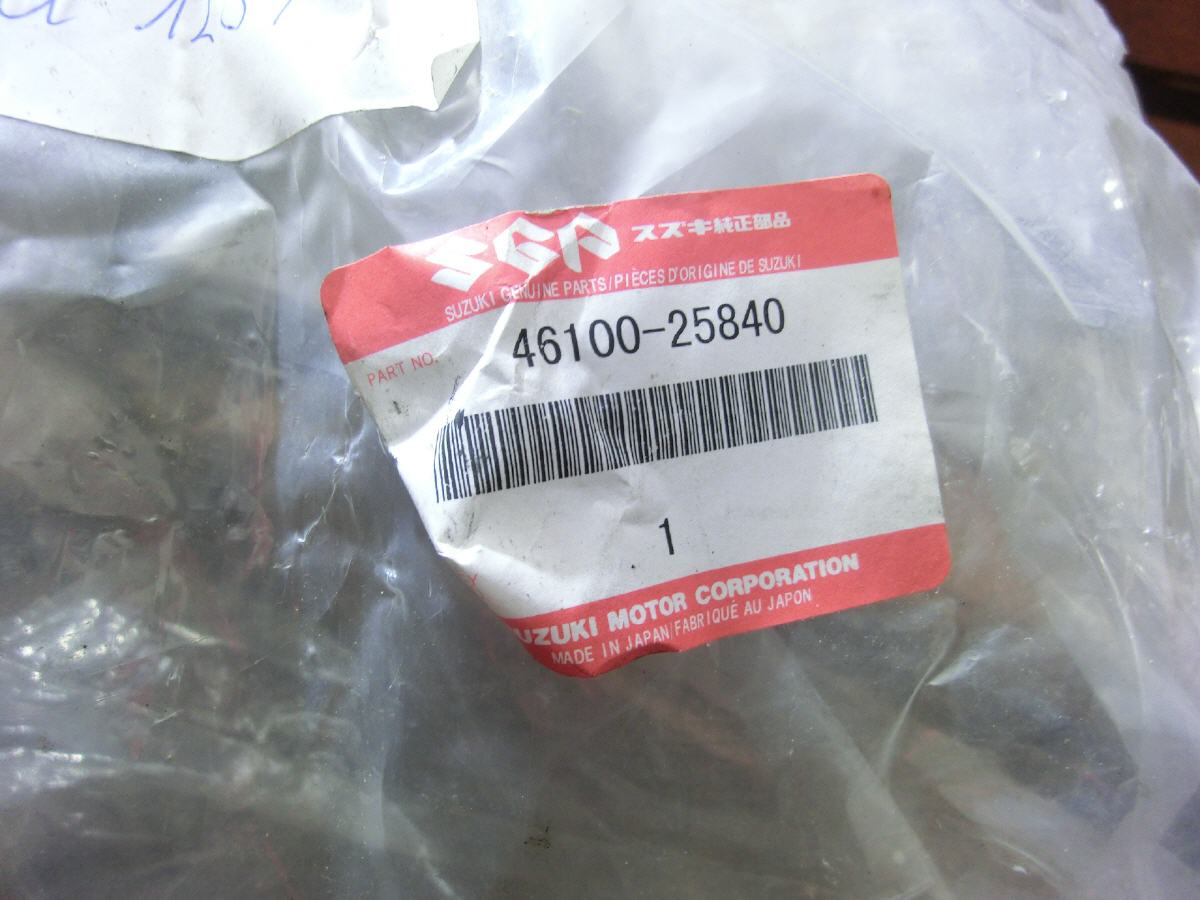 125
SGP スズキ純正部品
SUZUKI GENUINE PARTS/PIÈCES D'ORIGINE DE SUZUKI
PART NO. 46100-25840
1
SUZUKI MOTOR CORPORATION
MADE IN JAPAN/FABRIQUÉ AU JAPON